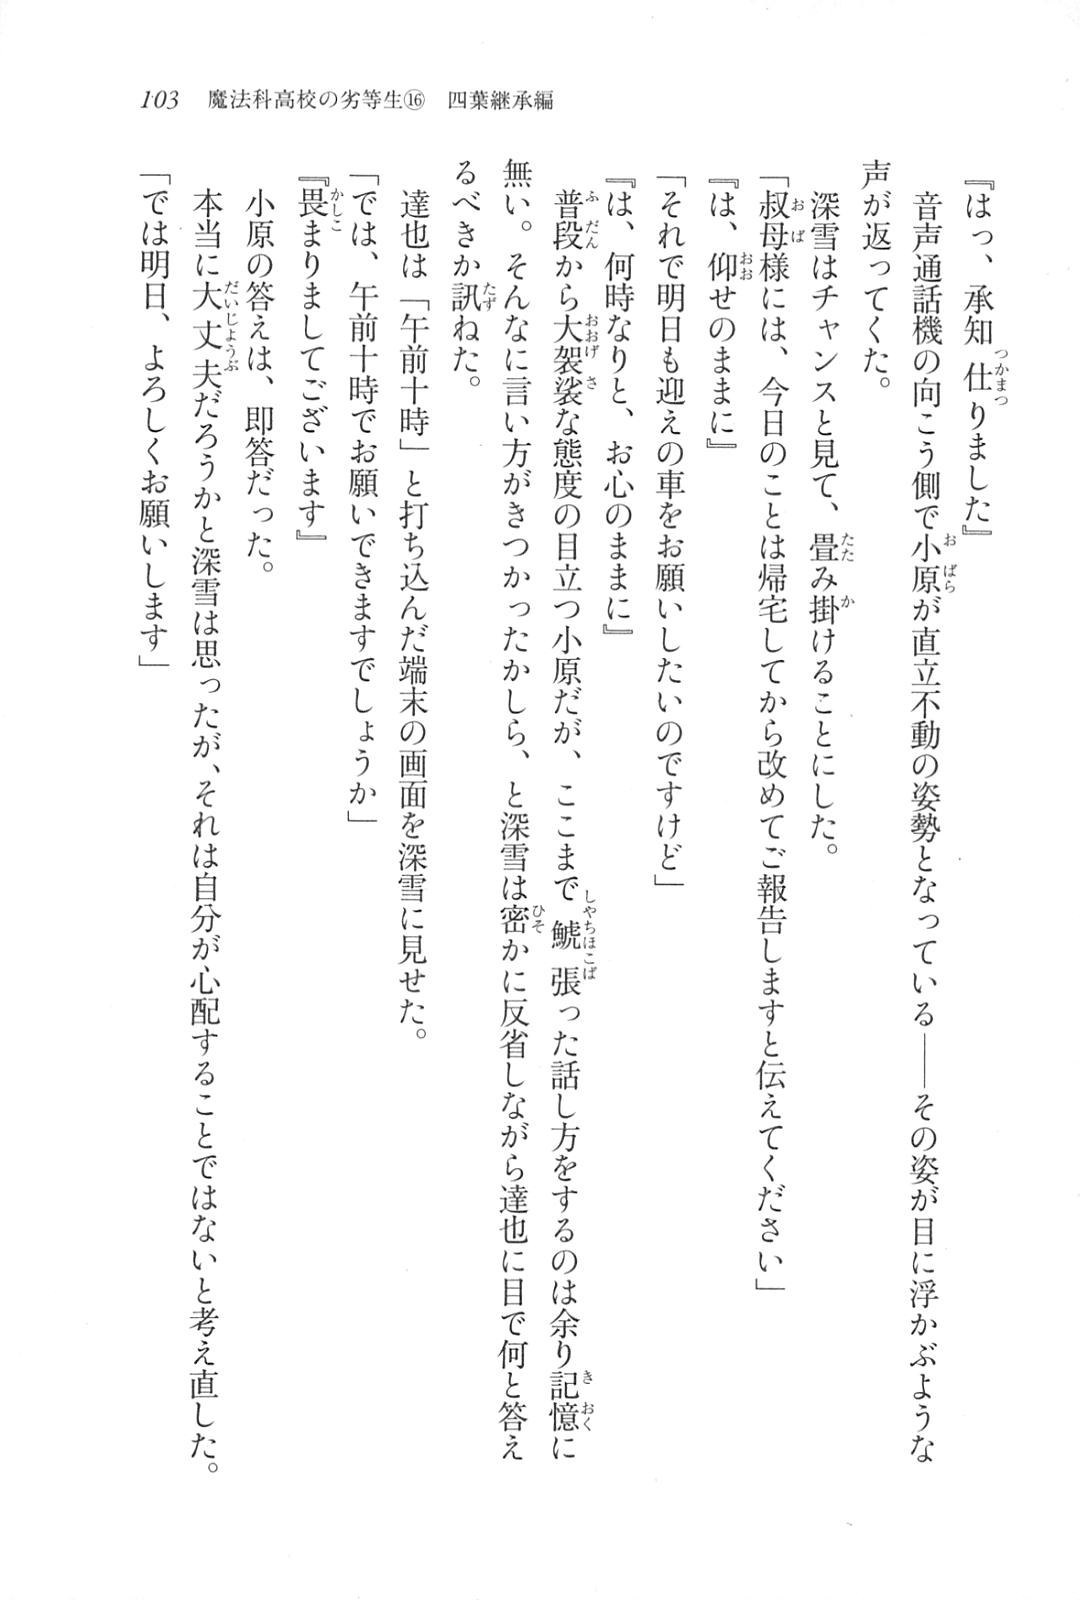 103 魔法科高校の劣等生⑯ 四葉継承編
『はっ、承知仕りました』
音声通話機の向こう側で小原が直立不動の姿勢となっている――その姿が目に浮かぶような
声が返ってくた。
深雪はチャンスと見て、畳み掛けることにした。
「叔母様には、今日のことは帰宅してから改めてご報告しますと伝えてください」
『は、仰せのままに』
「それで明日も迎えの車をお願いしたいのですけど」
『は、何時なりと、お心のままに』
普段から大袈裟な態度の目立つ小原だが、ここまで鯱張った話し方をするのは余り記憶に
無い。そんなに言い方がきつかったかしら、と深雪は密かに反省しながら達也に目で何と答え
るべきか訊ねた。
達也は「午前十時」と打ち込んだ端末の画面を深雪に見せた。
「では、午前十時でお願いできますでしょうか」
『畏まりましてございます』
小原の答えは、即答だった。
本当に大丈夫だろうかと深雪は思ったが、それは自分が心配することではないと考え直した。
「では明日、よろしくお願いします」